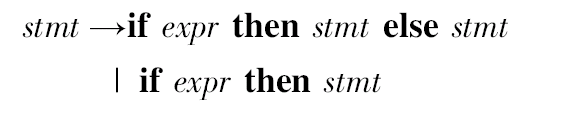 stmt →if expr then stmt else stmt
| if expr then stmt